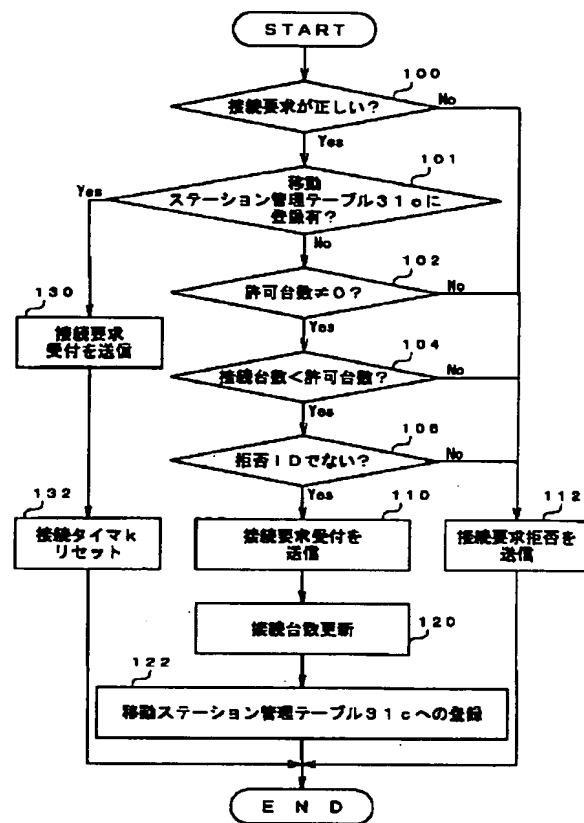 START
100
接続要求が正しい?
No
Yes
101
移動
ステーション管理テーブル31cに
登録有?
Yes
No
102
許可台数≠0?
No
130
接続要求
受付を送信
Yes
104
接続台数<許可台数?
No
Yes
106
拒否IDでない?
No
132
Yes
110
112
接続タイマk
リセット
接続要求受付を
送信
接続要求拒否を
送信
接続台数更新
120
122
移動ステーション管理テーブル31cへの登録
END